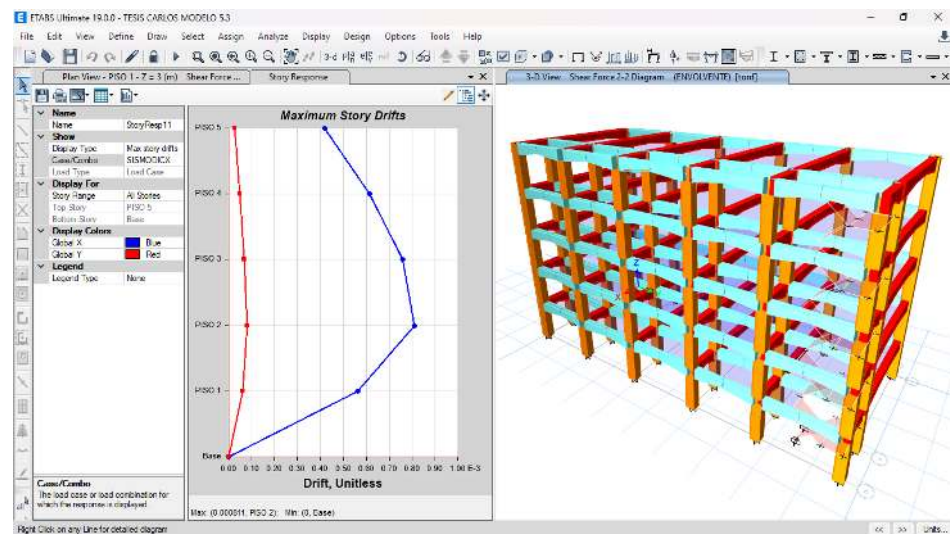 ETABS Ultimate 19.0.0 - TESIS CARLOS MODELO 5.3
File Edit View Define Draw Select Assign Analyze Display Design Options Tools Help
Plan View - PISO 1 - Z = 3 (m) Shear Force ...
Story Response
3-D View Shear Force 2-2 Diagram (ENVOLVENTE) [tonf]
Name
Name StoryResp11
Show
Display Type Max story drifts
Case/Combo SISMODICX
Load Type Load Case
Display For
Story Range All Stories
Top Story PISO 5
Bottom Story Base
Display Colors
Global X Blue
Global Y Red
Legend
Legend Type None
Case/Combo
The load case or load combination for
which the response is displayed
Maximum Story Drifts
PISO 5
PISO 4
PISO 3
PISO 2
PISO 1
Base
0.00 0.10 0.20 0.30 0.40 0.50 0.60 0.70 0.80 0.90 1.00 E-3
Drift, Unitless
Max: (0.000811, PISO 2); Min: (0, Base)
Right Click on any Line for detailed diagram
<< >> Units...